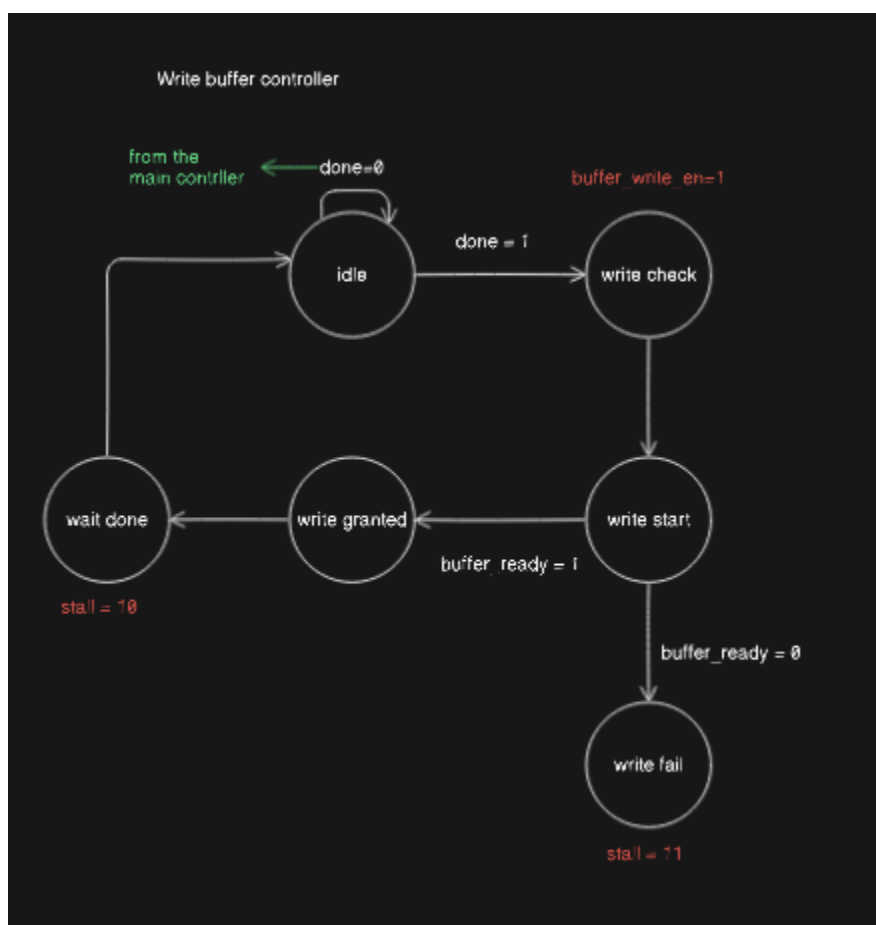 Write buffer controller
from the
main contrller
done=0
buffer_write_en=1
done = 1
idle
write check
wait done
write granted
write start
buffer_ready = 1
stall = 10
buffer_ready = 0
write fail
stall = 11